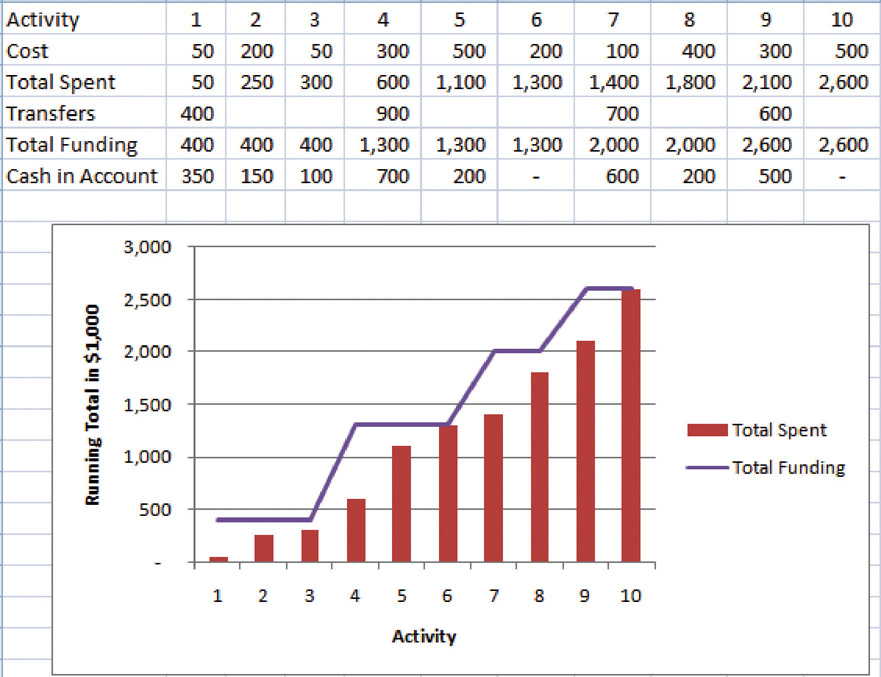 Activity 1 2 3 4 5 6 7 8 9 10
Cost 50 200 50 300 500 200 100 400 300 500
Total Spent 50 250 300 600 1,100 1,300 1,400 1,800 2,100 2,600
Transfers 400 900 700 600
Total Funding 400 400 400 1,300 1,300 1,300 2,000 2,000 2,600 2,600
Cash in Account 350 150 100 700 200 - 600 200 500 -
Running Total in $1,000
3,000
2,500
2,000
1,500
1,000
500
-
1 2 3 4 5 6 7 8 9 10
Activity
Total Spent
Total Funding